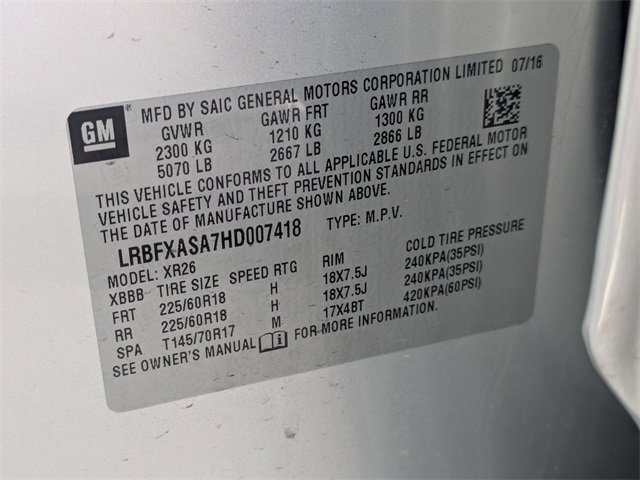 GM
MFD BY SAIC GENERAL MOTORS CORPORATION LIMITED 07/16
GVWR GAWR FRT GAWR RR
2300 KG 1210 KG 1300 KG
5070 LB 2667 LB 2866 LB
THIS VEHICLE CONFORMS TO ALL APPLICABLE U.S. FEDERAL MOTOR
VEHICLE SAFETY AND THEFT PREVENTION STANDARDS IN EFFECT ON
THE DATE OF MANUFACTURE SHOWN ABOVE.
LRBFXASA7HD007418 TYPE: M.P.V.
MODEL: XR26
XBBB TIRE SIZE SPEED RTG RIM COLD TIRE PRESSURE
FRT 225/60R18 H 18X7.5J 240KPA(35PSI)
RR 225/60R18 H 18X7.5J 240KPA(35PSI)
SPA T145/70R17 M 17X4BT 420KPA(60PSI)
SEE OWNER'S MANUAL FOR MORE INFORMATION.